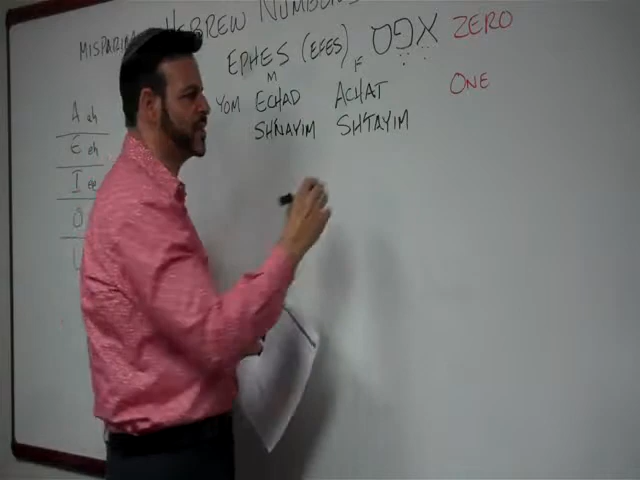 MISPARIM HEBREW NUMBERS
EPHES (EFES) אפס ZERO
M F
YOM ECHAD ACHAT ONE
SHNAYIM SHTAYIM
A ah
E eh
I ee
O
U